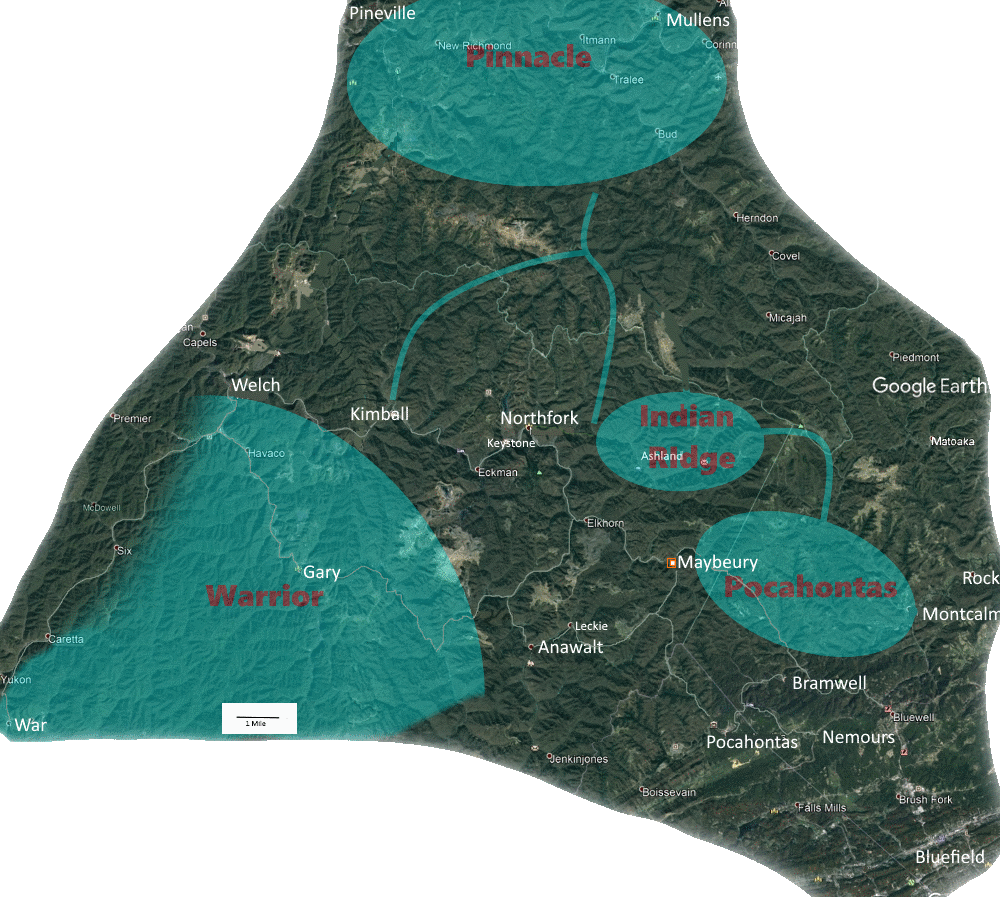 Pineville
Mullens
Itmann
New Richmond
Corinn
Pinnacle
Tralee
Bud
Herndon
Covel
Micajah
Capels
Piedmont
Welch
Google Earth
Premier
Kimball
Northfork
Indian
Keystone
Matoaka
Havaco
Ashland
Ridge
Eckman
McDowell
Elkhorn
Six
Maybeury
Gary
Rock
Warrior
Pocahontas
Montcalm
Leckie
Caretta
Anawalt
Yukon
Bramwell
1 Mile
War
Bluewell
Pocahontas
Nemours
Jenkinjones
Boissevain
Brush Fork
Falls Mills
Bluefield